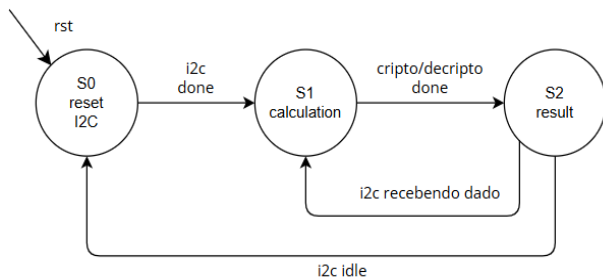 rst
S0
reset
I2C
i2c
done
S1
calculation
cripto/decripto
done
S2
result
i2c recebendo dado
i2c idle